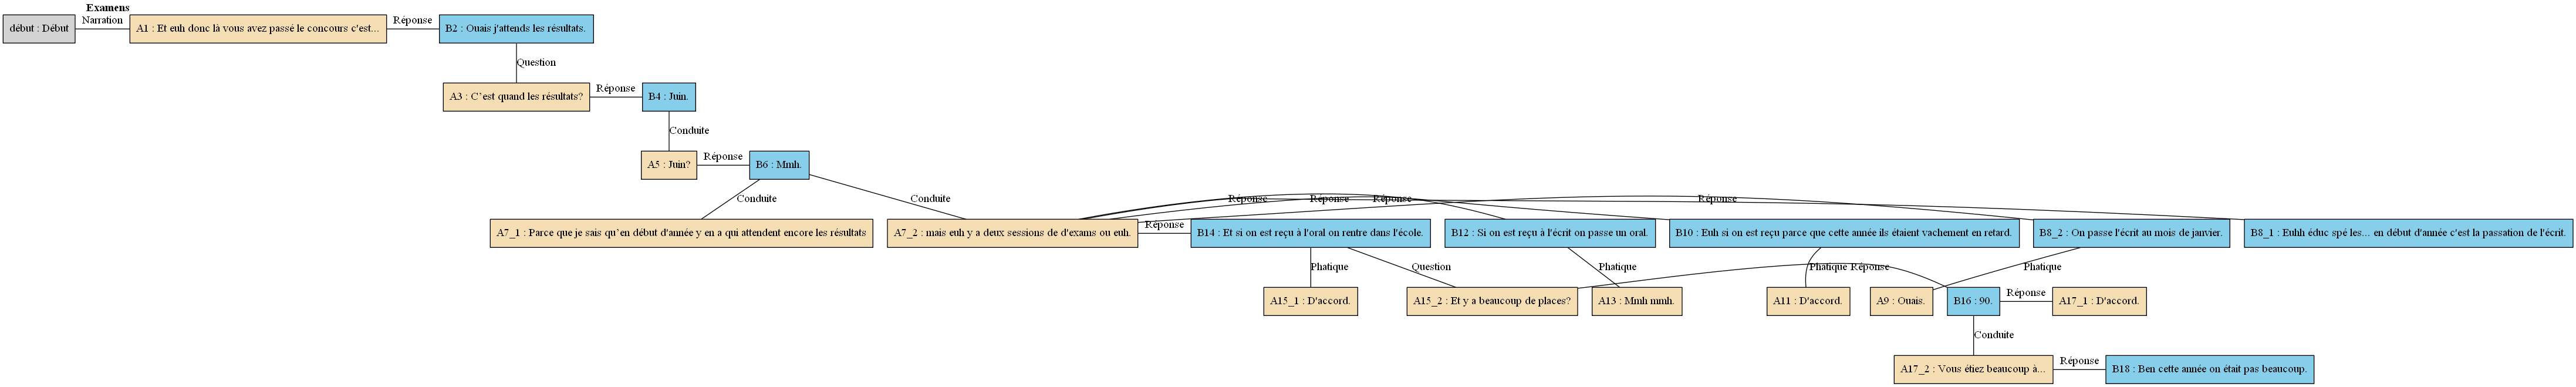 Examens
début : Début
Narration
A1 : Et euh donc là vous avez passé le concours c'est...
Réponse
B2 : Ouais j'attends les résultats.
Question
A3 : C’est quand les résultats?
Réponse
B4 : Juin.
Conduite
A5 : Juin?
Réponse
B6 : Mmh.
Conduite
Conduite
Réponse
Réponse
Réponse
Réponse
A7_1 : Parce que je sais qu’en début d'année y en a qui attendent encore les résultats
A7_2 : mais euh y a deux sessions de d'exams ou euh.
Réponse
B14 : Et si on est reçu à l'oral on rentre dans l'école.
B12 : Si on est reçu à l'écrit on passe un oral.
B10 : Euh si on est reçu parce que cette année ils étaient vachement en retard.
B8_2 : On passe l'écrit au mois de janvier.
B8_1 : Euhh éduc spé les... en début d'année c'est la passation de l'écrit.
Phatique
Question
Phatique
Phatique
Réponse
Phatique
A15_1 : D'accord.
A15_2 : Et y a beaucoup de places?
A13 : Mmh mmh.
A11 : D'accord.
A9 : Ouais.
B16 : 90.
Réponse
A17_1 : D'accord.
Conduite
A17_2 : Vous étiez beaucoup à...
Réponse
B18 : Ben cette année on était pas beaucoup.